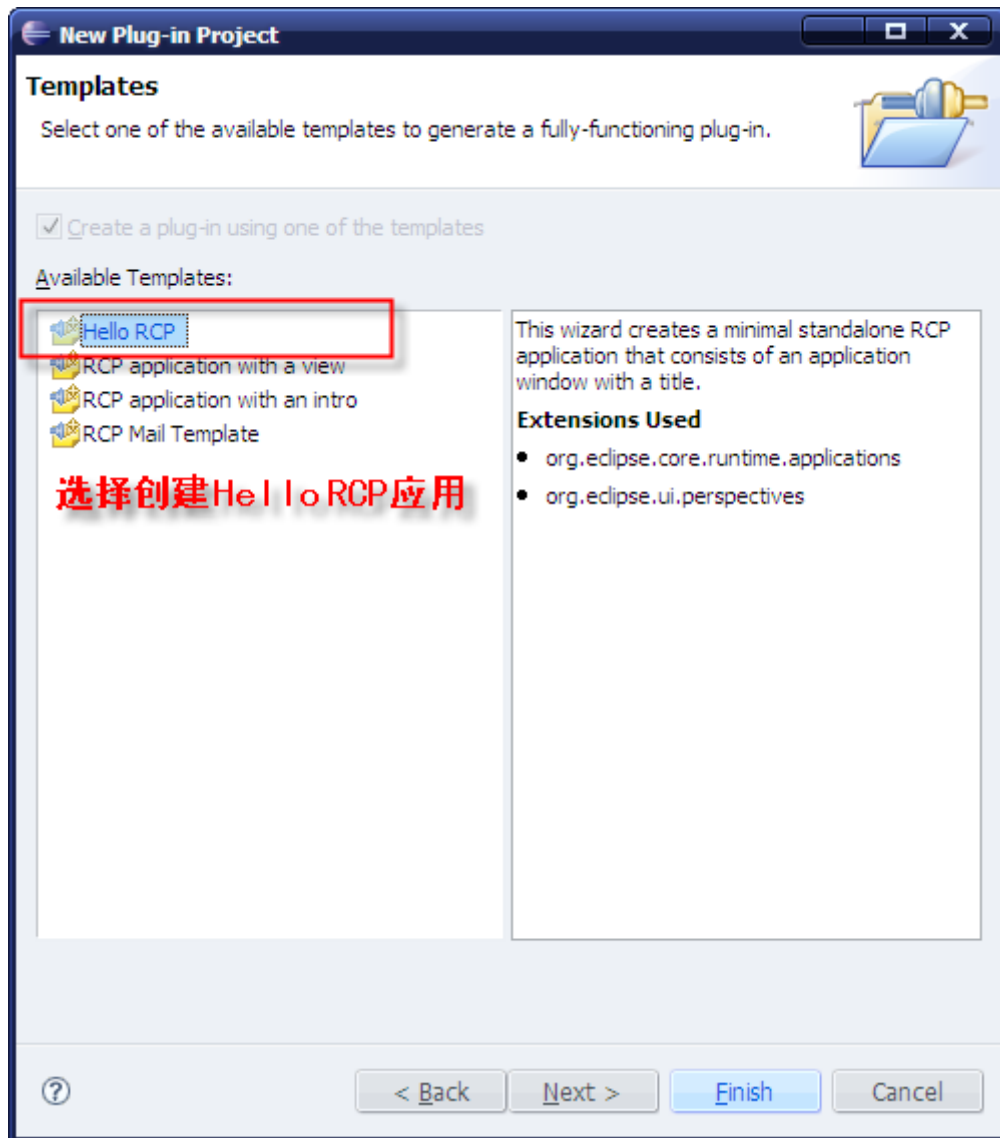 New Plug-in Project
Templates
Select one of the available templates to generate a fully-functioning plug-in.
Create a plug-in using one of the templates
Available Templates:
Hello RCP
RCP application with a view
RCP application with an intro
RCP Mail Template
选择创建Hello RCP应用
This wizard creates a minimal standalone RCP
application that consists of an application
window with a title.
Extensions Used
org.eclipse.core.runtime.applications
org.eclipse.ui.perspectives
< Back
Next >
Finish
Cancel